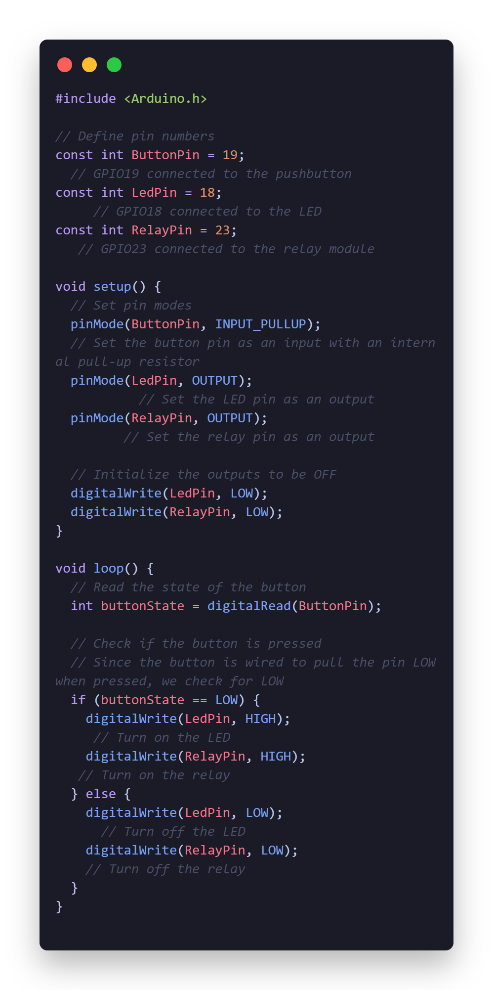 #include <Arduino.h>

// Define pin numbers
const int ButtonPin = 19;
  // GPIO19 connected to the pushbutton
const int LedPin = 18;
     // GPIO18 connected to the LED
const int RelayPin = 23;
   // GPIO23 connected to the relay module

void setup() {
  // Set pin modes
  pinMode(ButtonPin, INPUT_PULLUP);
  // Set the button pin as an input with an intern
al pull-up resistor
  pinMode(LedPin, OUTPUT);
           // Set the LED pin as an output
  pinMode(RelayPin, OUTPUT);
         // Set the relay pin as an output

  // Initialize the outputs to be OFF
  digitalWrite(LedPin, LOW);
  digitalWrite(RelayPin, LOW);
}

void loop() {
  // Read the state of the button
  int buttonState = digitalRead(ButtonPin);

  // Check if the button is pressed
  // Since the button is wired to pull the pin LOW
when pressed, we check for LOW
  if (buttonState == LOW) {
    digitalWrite(LedPin, HIGH);
     // Turn on the LED
    digitalWrite(RelayPin, HIGH);
   // Turn on the relay
  } else {
    digitalWrite(LedPin, LOW);
      // Turn off the LED
    digitalWrite(RelayPin, LOW);
    // Turn off the relay
  }
}